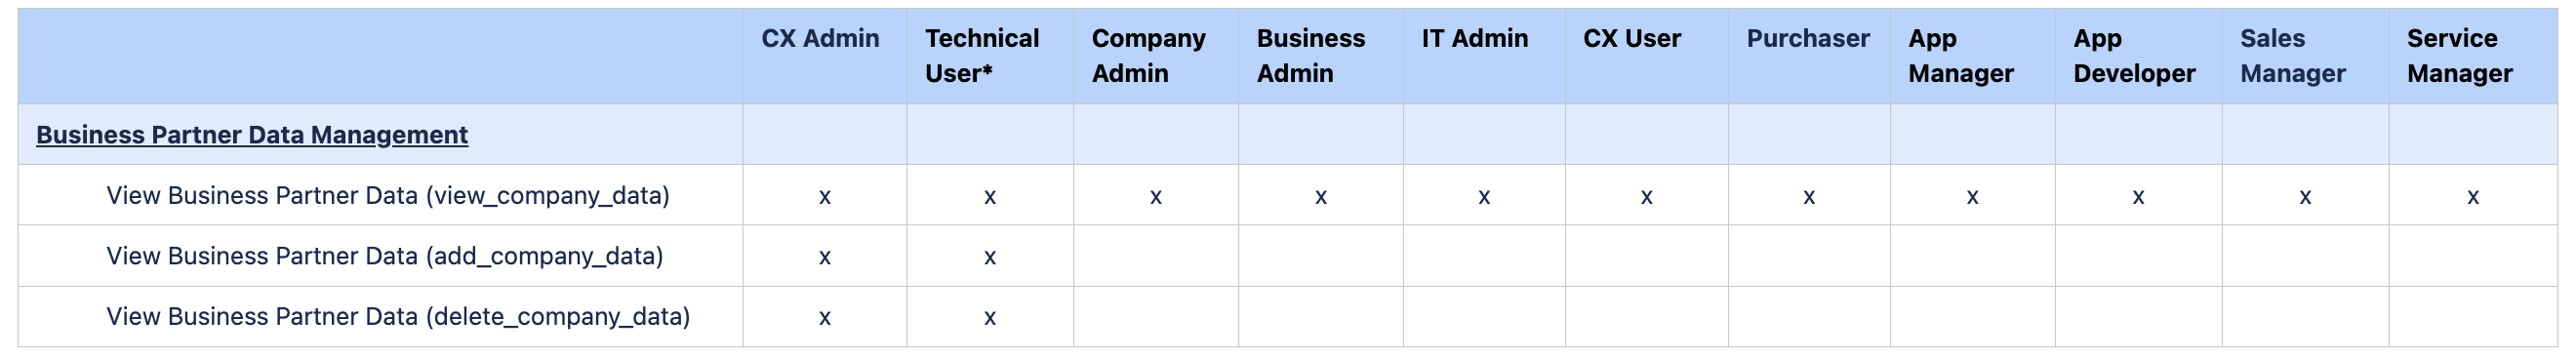 CX Admin Technical User* Company Admin Business Admin IT Admin CX User Purchaser App Manager App Developer Sales Manager Service Manager
Business Partner Data Management
View Business Partner Data (view_company_data) x x x x x x x x x x x
View Business Partner Data (add_company_data) x x
View Business Partner Data (delete_company_data) x x